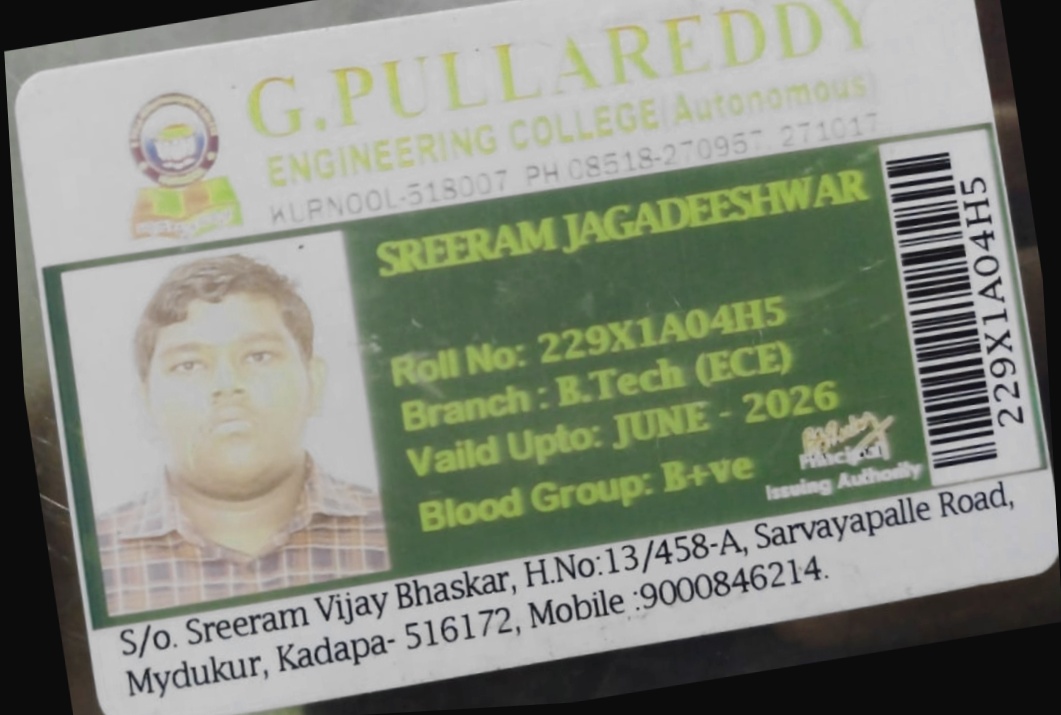 G.PULLAREDDY
ENGINEERING COLLEGE(Autonomous)
KURNOOL-518007 PH 08518-270957, 271017
SREERAM JAGADEESHWAR
Roll No: 229X1A04H5
Branch : B.Tech (ECE)
Vaild Upto: JUNE - 2026
Blood Group: B+ve
Principal
Issuing Authority
229X1A04H5
S/o. Sreeram Vijay Bhaskar, H.No:13/458-A, Sarvayapalle Road,
Mydukur, Kadapa- 516172, Mobile :9000846214.